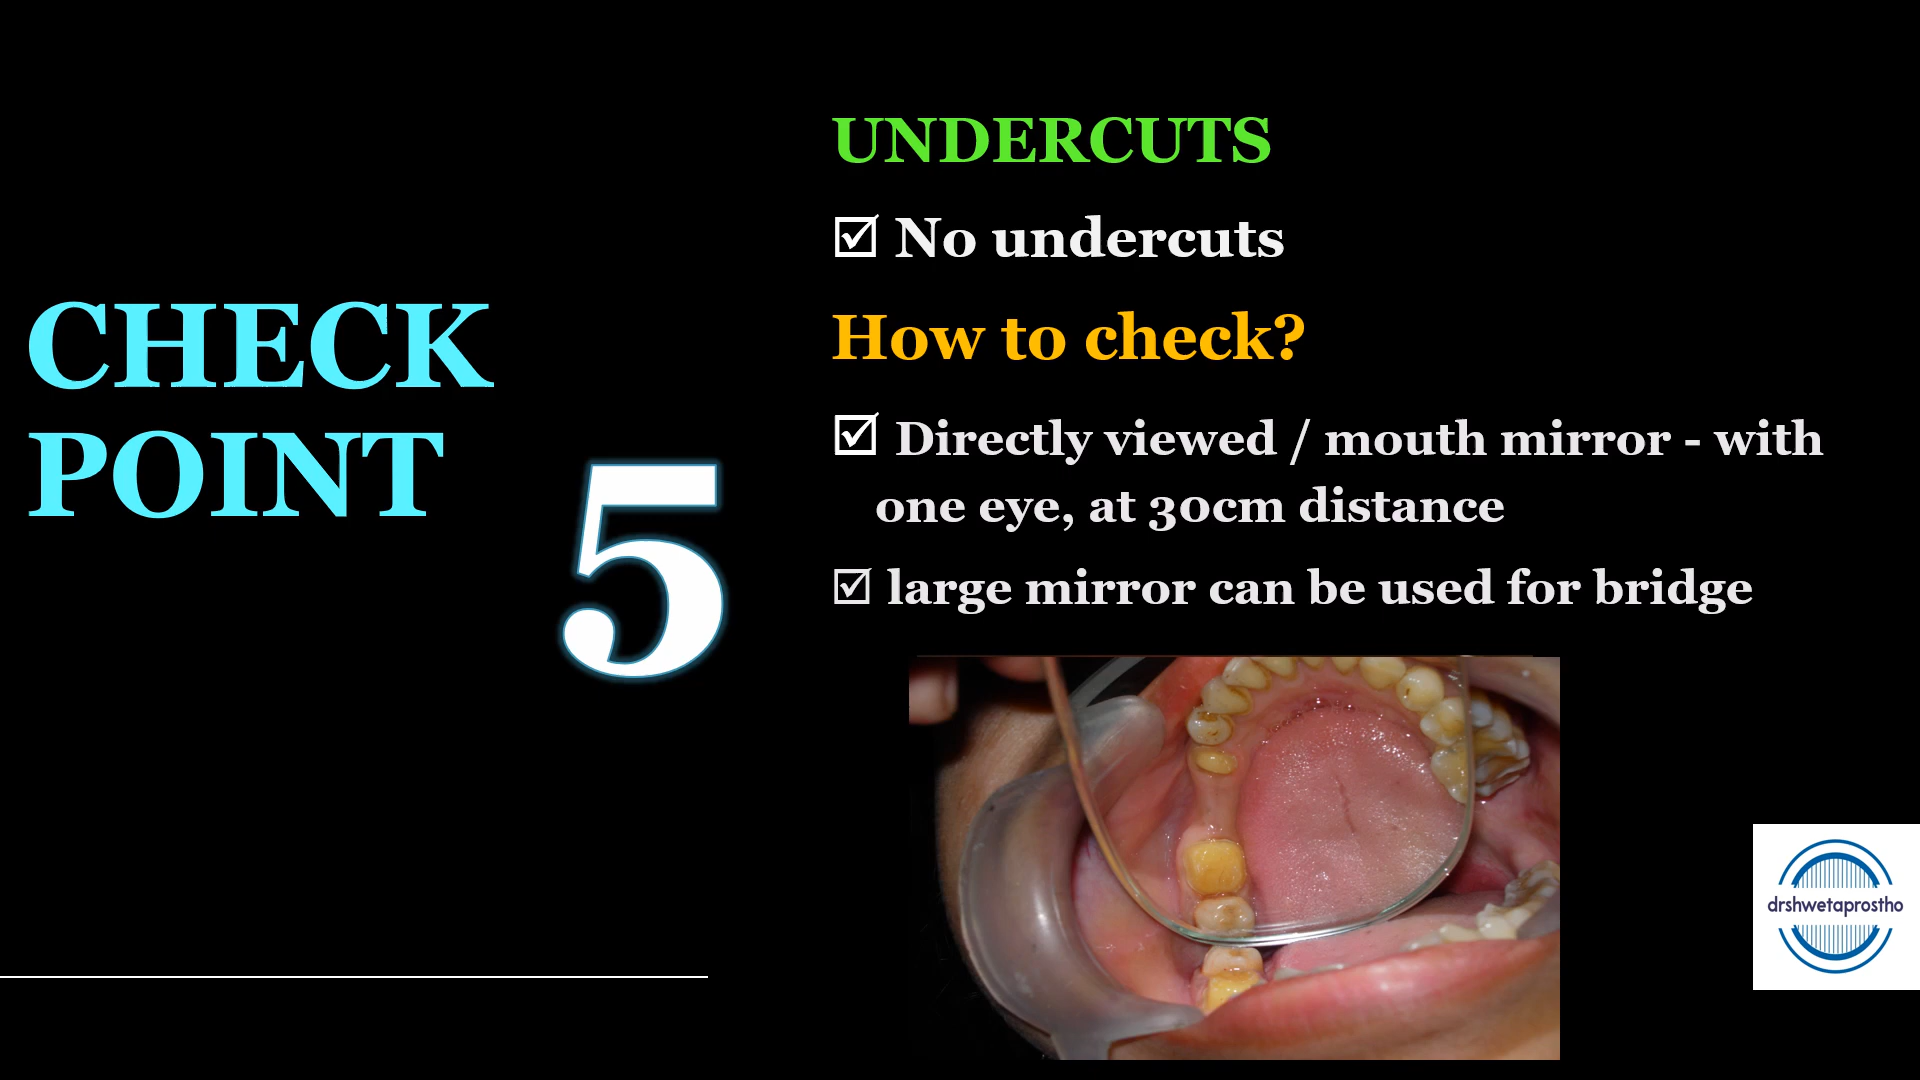 CHECK
POINT
5
UNDERCUTS
☑ No undercuts
How to check?
☑ Directly viewed / mouth mirror - with
one eye, at 30cm distance
☑ large mirror can be used for bridge
drshwetaprostho